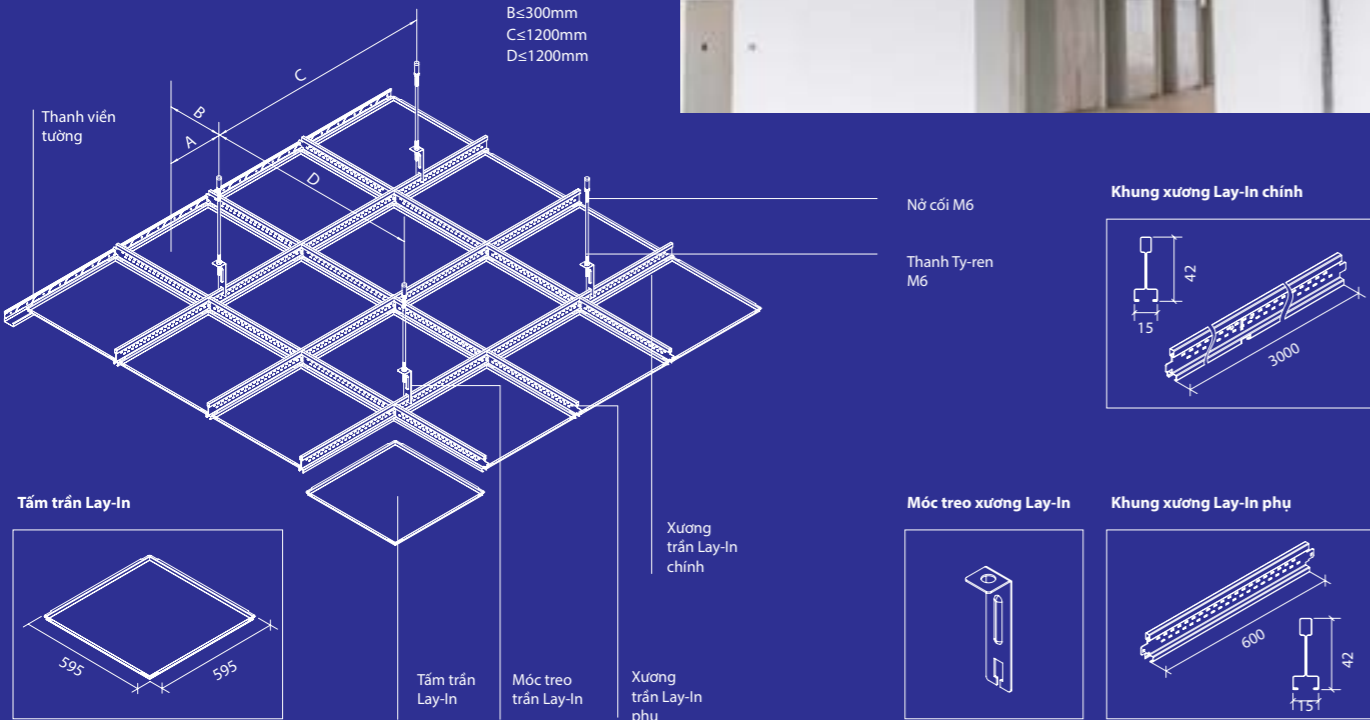 B≤300mm
C≤1200mm
D≤1200mm
C
B
A
D
Thanh viền
tường
Nở cối M6
Thanh Ty-ren
M6
Khung xương Lay-In chính
42
15
3000
Tấm trần Lay-In
595
595
Tấm trần
Lay-In
Móc treo
trần Lay-In
Xương
trần Lay-In
phụ
Xương
trần Lay-In
chính
Móc treo xương Lay-In
Khung xương Lay-In phụ
600
42
15